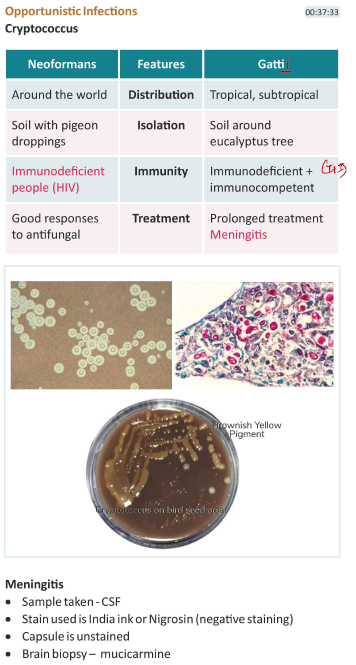 Opportunistic Infections
00:37:33
Cryptococcus
Neoformans Features Gatti
Around the world Distribution Tropical, subtropical
Soil with pigeon Isolation Soil around
droppings eucalyptus tree
Immunodeficient Immunity Immunodeficient +
people (HIV) immunocompetent
Good responses Treatment Prolonged treatment
to antifungal Meningitis
Brownish Yellow
Pigment
Cryptococcus on bird seed agar
Meningitis
• Sample taken - CSF
• Stain used is India ink or Nigrosin (negative staining)
• Capsule is unstained
• Brain biopsy – mucicarmine